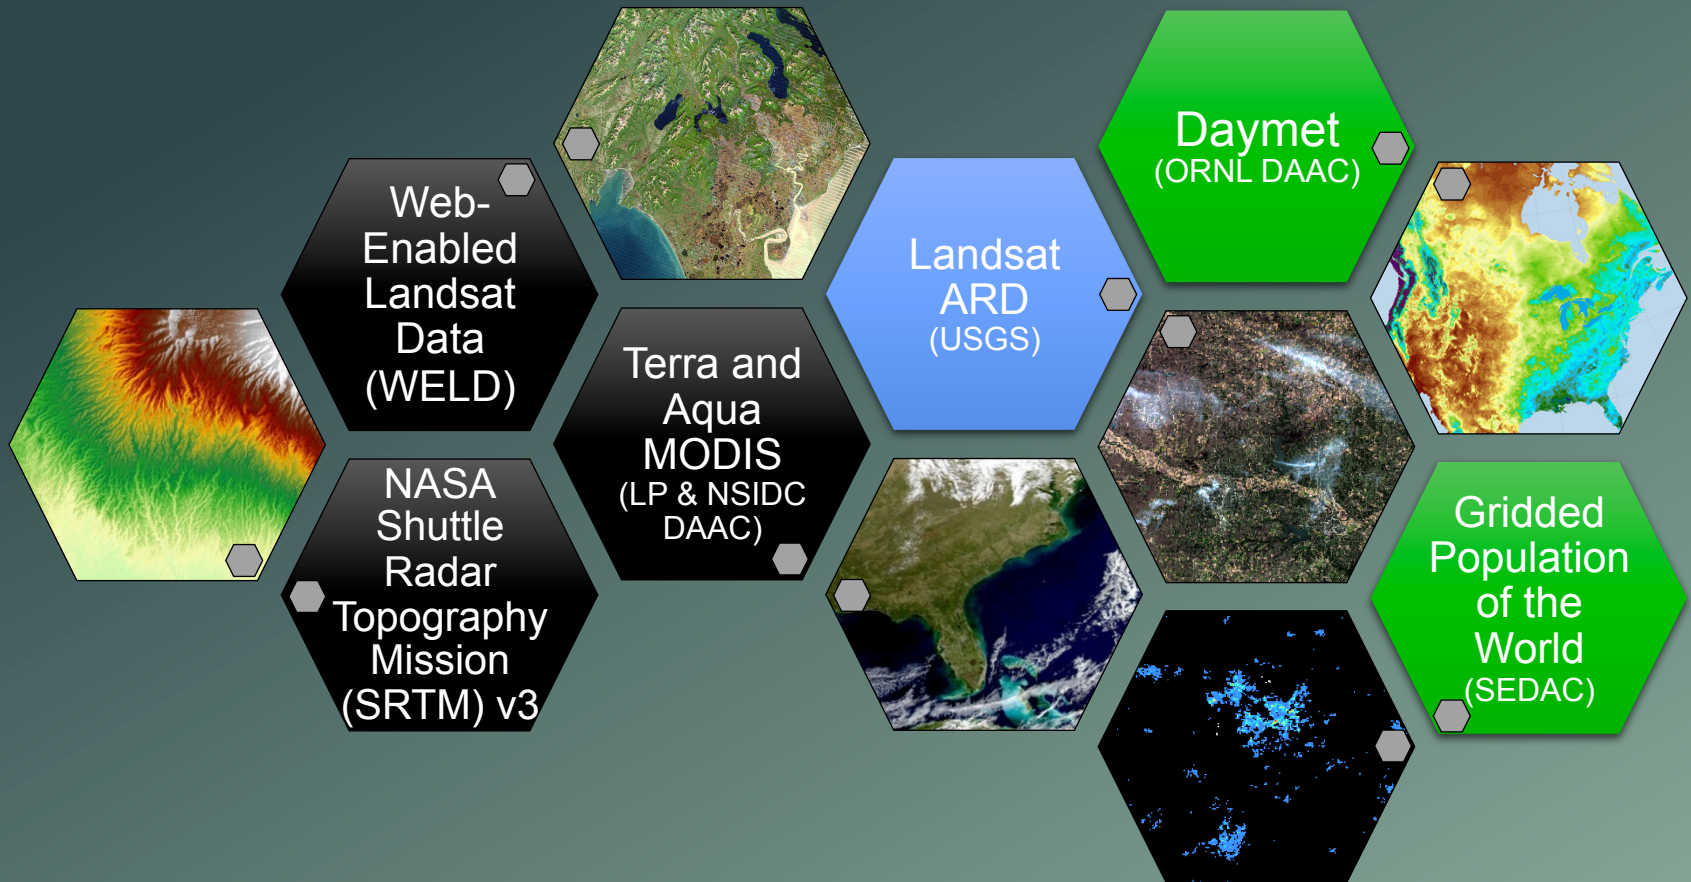 Web-
Enabled
Landsat
Data
(WELD)
NASA
Shuttle
Radar
Topography
Mission
(SRTM) v3
Terra and
Aqua
MODIS
(LP & NSIDC
DAAC)
Landsat
ARD
(USGS)
Daymet
(ORNL DAAC)
Gridded
Population
of the
World
(SEDAC)